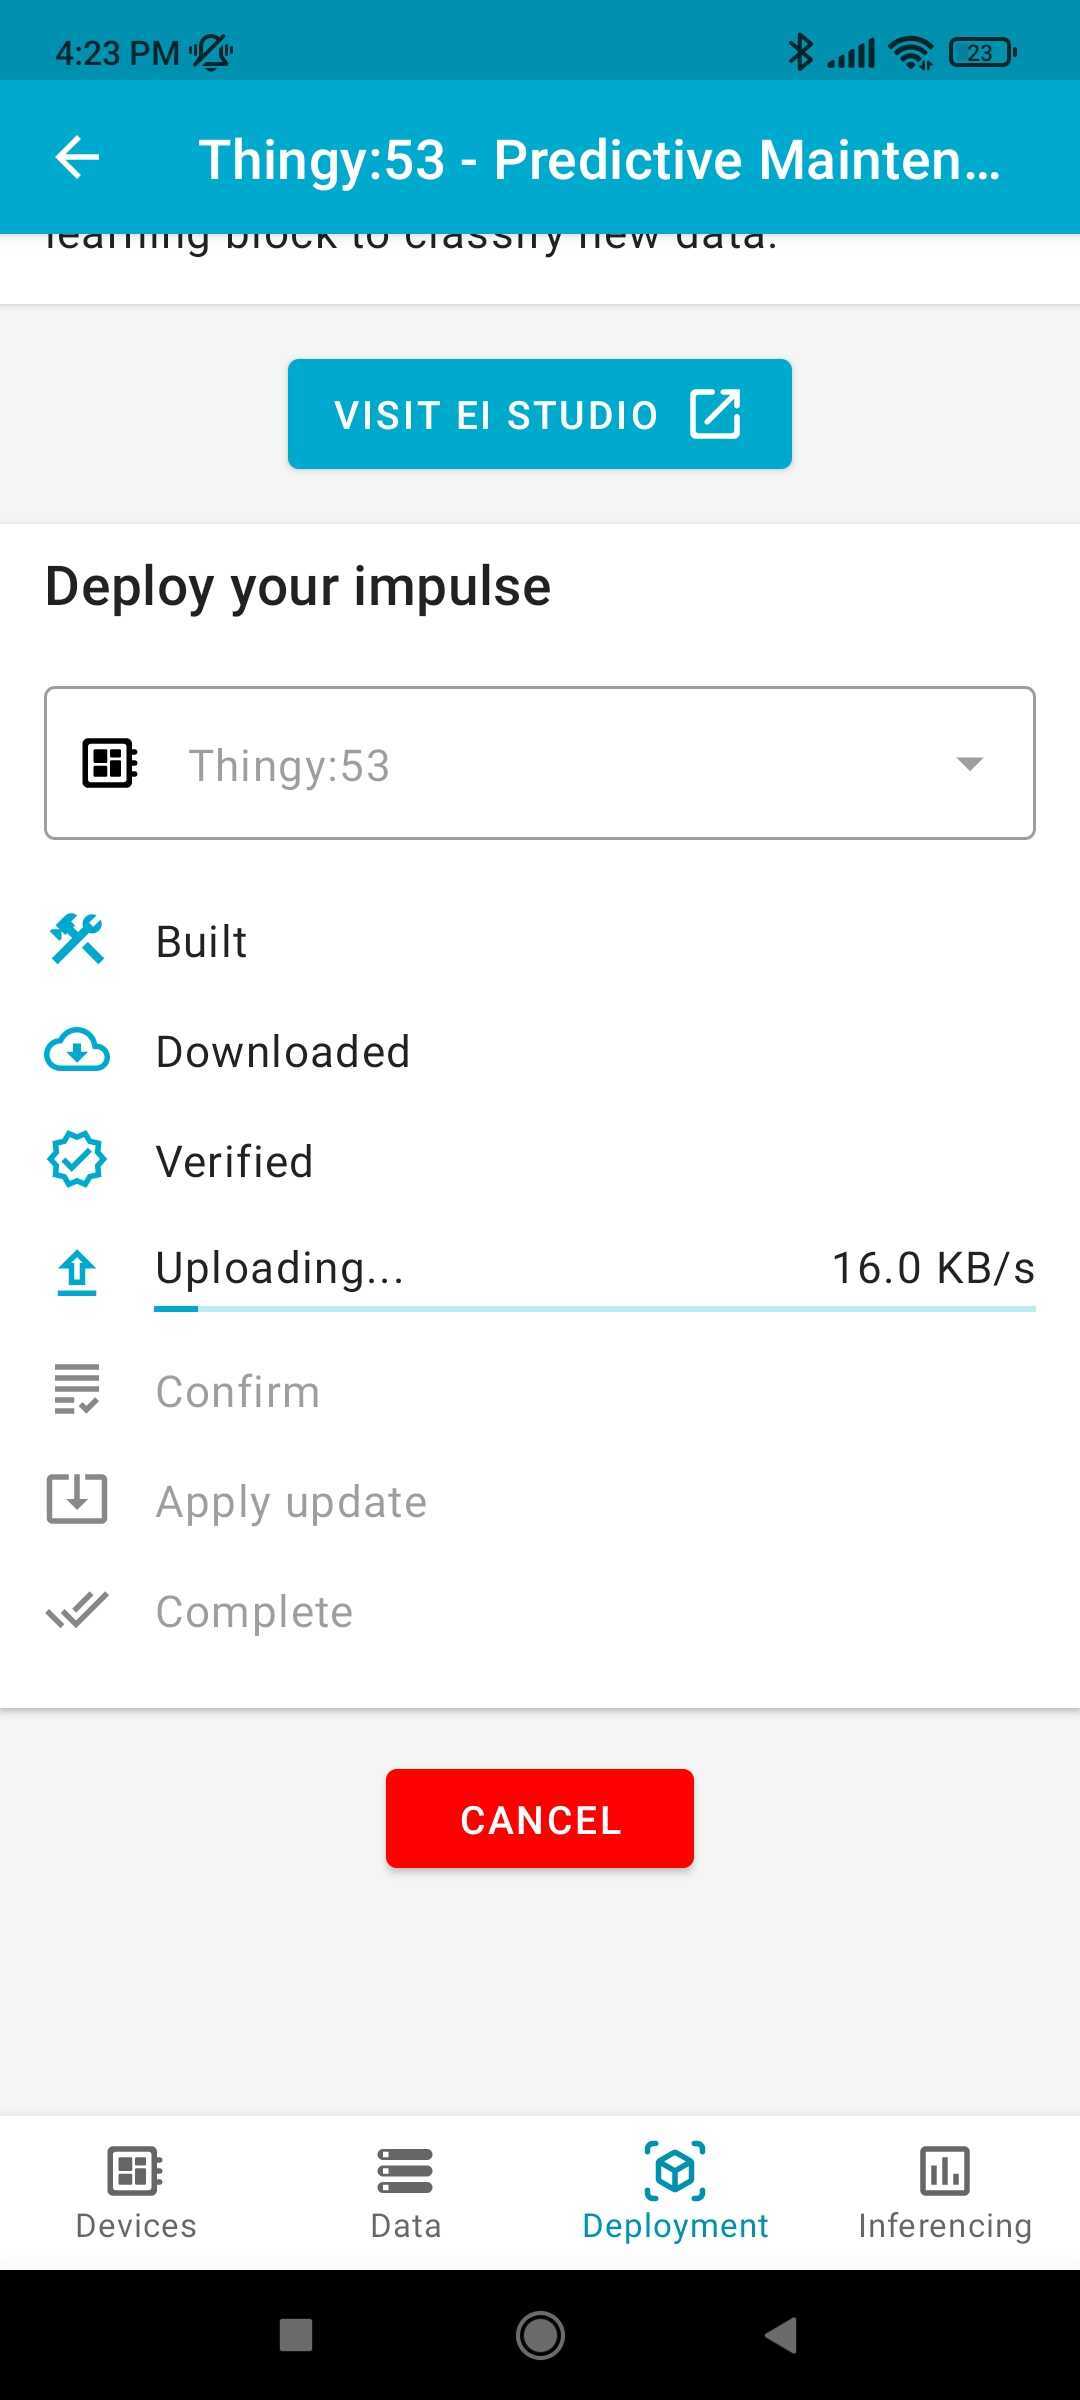 4:23 PM
23
Thingy:53 - Predictive Mainten...
learning block to classify new data.
VISIT EI STUDIO
Deploy your impulse
Thingy:53
Built
Downloaded
Verified
Uploading... 16.0 KB/s
Confirm
Apply update
Complete
CANCEL
Devices Data Deployment Inferencing